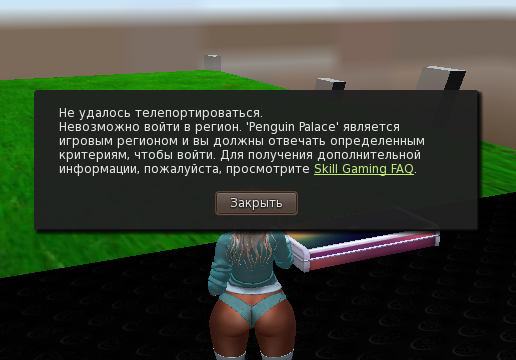 Не удалось телепортироваться.
Невозможно войти в регион. 'Penguin Palace' является
игровым регионом и вы должны отвечать определенным
критериям, чтобы войти. Для получения дополнительной
информации, пожалуйста, просмотрите Skill Gaming FAQ.
Закрыть